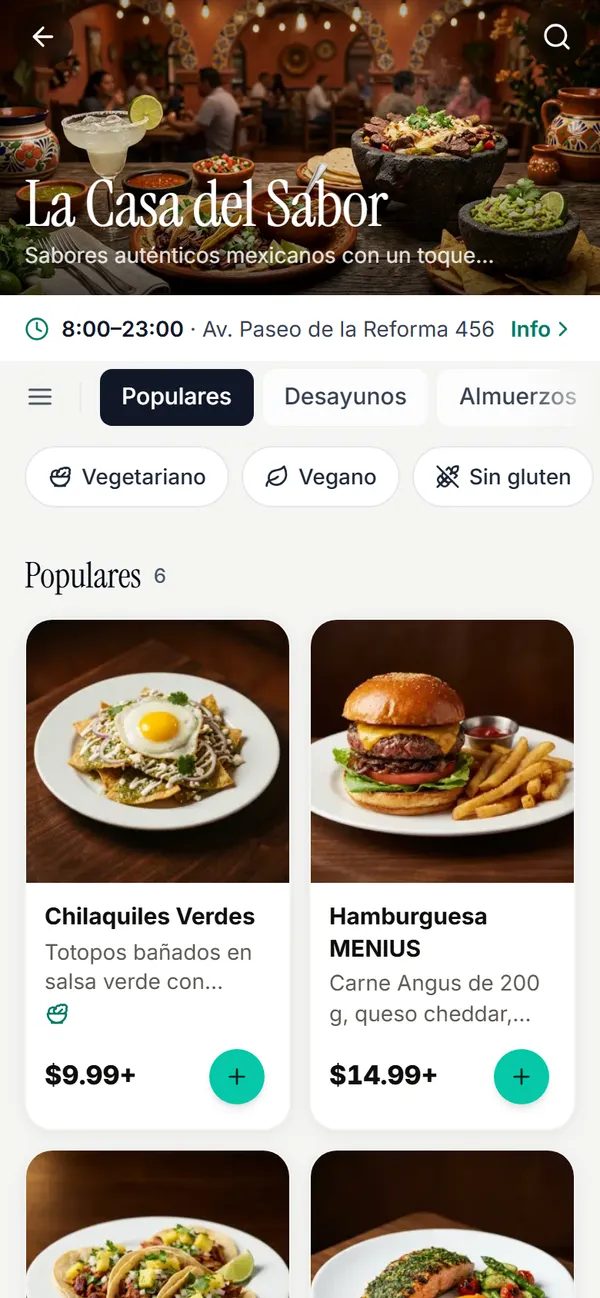 La Casa del Sabor
Sabores auténticos mexicanos con un toque...
8:00–23:00 · Av. Paseo de la Reforma 456 Info
Populares Desayunos Almuerzos
Vegetariano Vegano Sin gluten
Populares 6
Chilaquiles Verdes
Totopos bañados en
salsa verde con...
$9.99+
Hamburguesa
MENIUS
Carne Angus de 200
g, queso cheddar,...
$14.99+